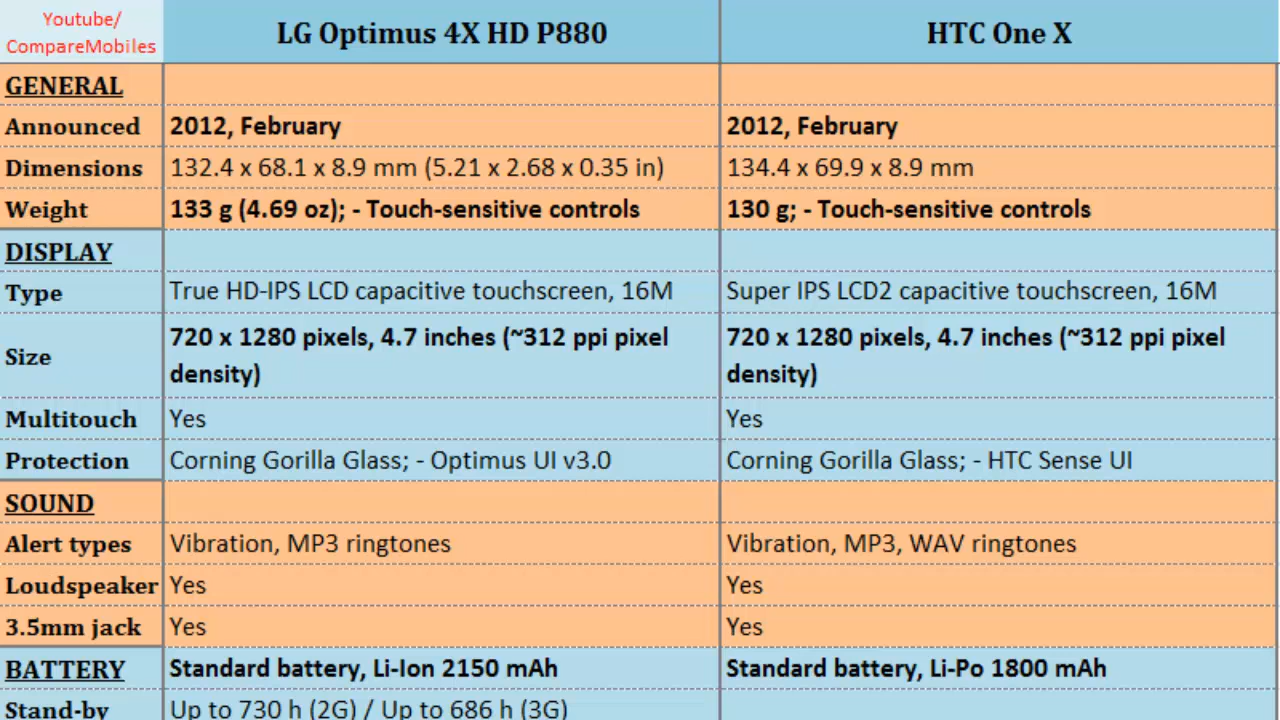 Youtube/
CompareMobiles
LG Optimus 4X HD P880 HTC One X
GENERAL
Announced 2012, February 2012, February
Dimensions 132.4 x 68.1 x 8.9 mm (5.21 x 2.68 x 0.35 in) 134.4 x 69.9 x 8.9 mm
Weight 133 g (4.69 oz); - Touch-sensitive controls 130 g; - Touch-sensitive controls
DISPLAY
Type True HD-IPS LCD capacitive touchscreen, 16M Super IPS LCD2 capacitive touchscreen, 16M
Size 720 x 1280 pixels, 4.7 inches (~312 ppi pixel 720 x 1280 pixels, 4.7 inches (~312 ppi pixel
density) density)
Multitouch Yes Yes
Protection Corning Gorilla Glass; - Optimus UI v3.0 Corning Gorilla Glass; - HTC Sense UI
SOUND
Alert types Vibration, MP3 ringtones Vibration, MP3, WAV ringtones
Loudspeaker Yes Yes
3.5mm jack Yes Yes
BATTERY Standard battery, Li-Ion 2150 mAh Standard battery, Li-Po 1800 mAh
Stand-by Up to 730 h (2G) / Up to 686 h (3G)